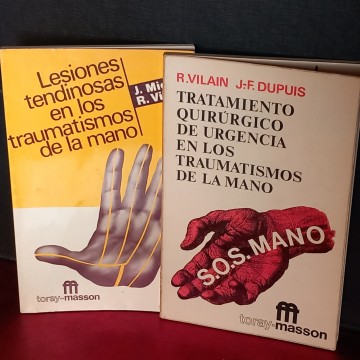 Lesiones
tendinosas
en los
traumatismos
de la mano
J.
R.
toray-masson
R.VILAIN J.-F. DUPUIS
TRATAMIENTO
QUIRÚRGICO
DE URGENCIA
EN LOS
TRAUMATISMOS
DE LA MANO
S.O.S. MANO
toray-masson